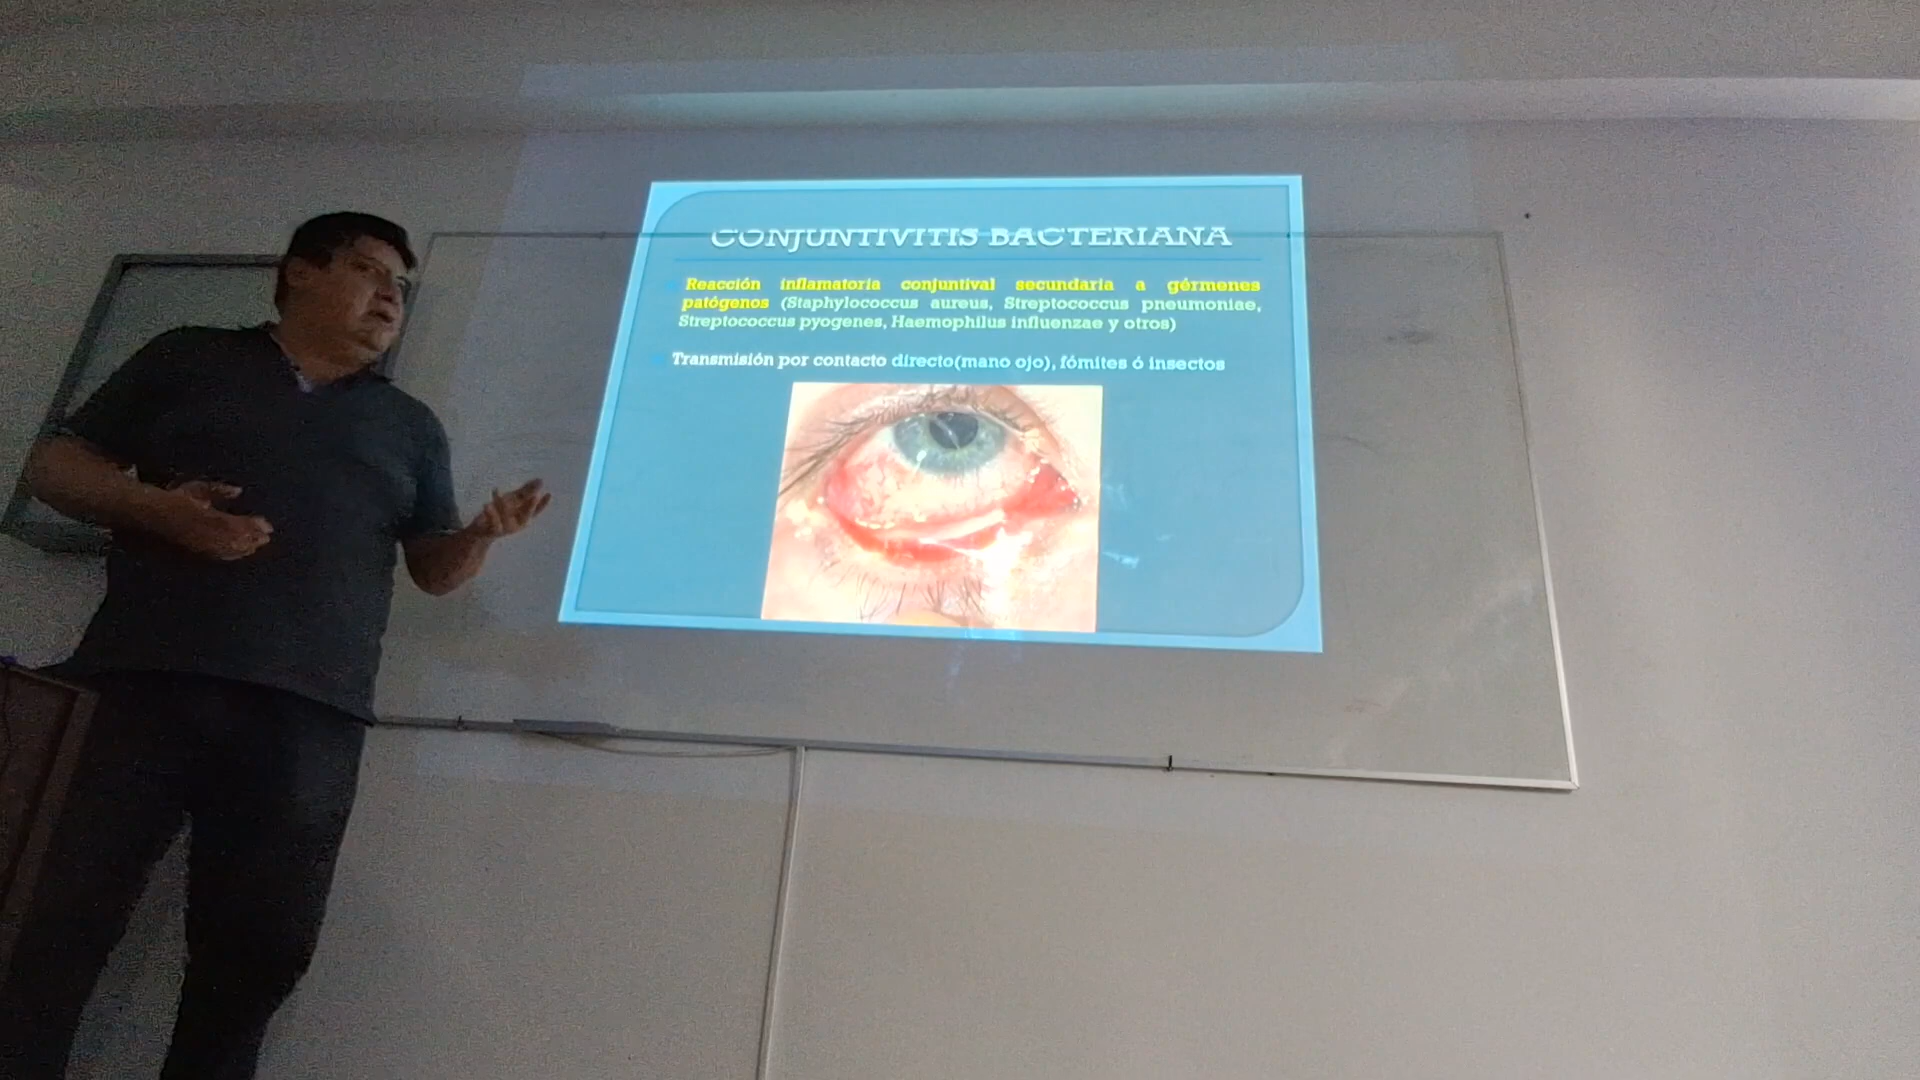 CONJUNTIVITIS BACTERIANA
Reacción inflamatoria conjuntival secundaria a gérmenes
patógenos (Staphylococcus aureus, Streptococcus pneumoniae,
Streptococcus pyogenes, Haemophilus influenzae y otros)
Transmisión por contacto directo(mano ojo), fómites ó insectos